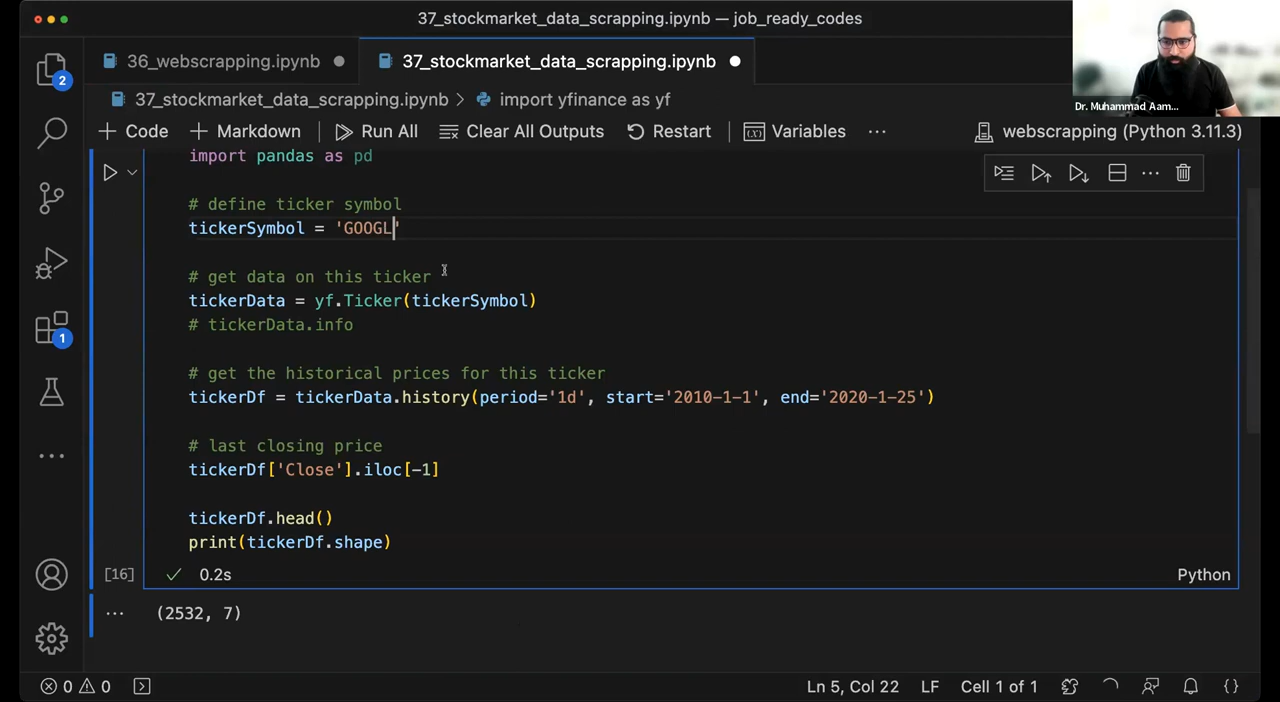 37_stockmarket_data_scrapping.ipynb — job_ready_codes
36_webscrapping.ipynb
37_stockmarket_data_scrapping.ipynb
2
37_stockmarket_data_scrapping.ipynb > import yfinance as yf
+ Code + Markdown | Run All Clear All Outputs Restart | Variables ... webscrapping (Python 3.11.3)
Dr. Muhammad Aam...
import pandas as pd
# define ticker symbol
tickerSymbol = 'GOOGL'
# get data on this ticker
tickerData = yf.Ticker(tickerSymbol)
# tickerData.info
1
# get the historical prices for this ticker
tickerDf = tickerData.history(period='1d', start='2010-1-1', end='2020-1-25')
# last closing price
tickerDf['Close'].iloc[-1]
tickerDf.head()
print(tickerDf.shape)
[16] 0.2s Python
... (2532, 7)
0 0 Ln 5, Col 22 LF Cell 1 of 1 {}